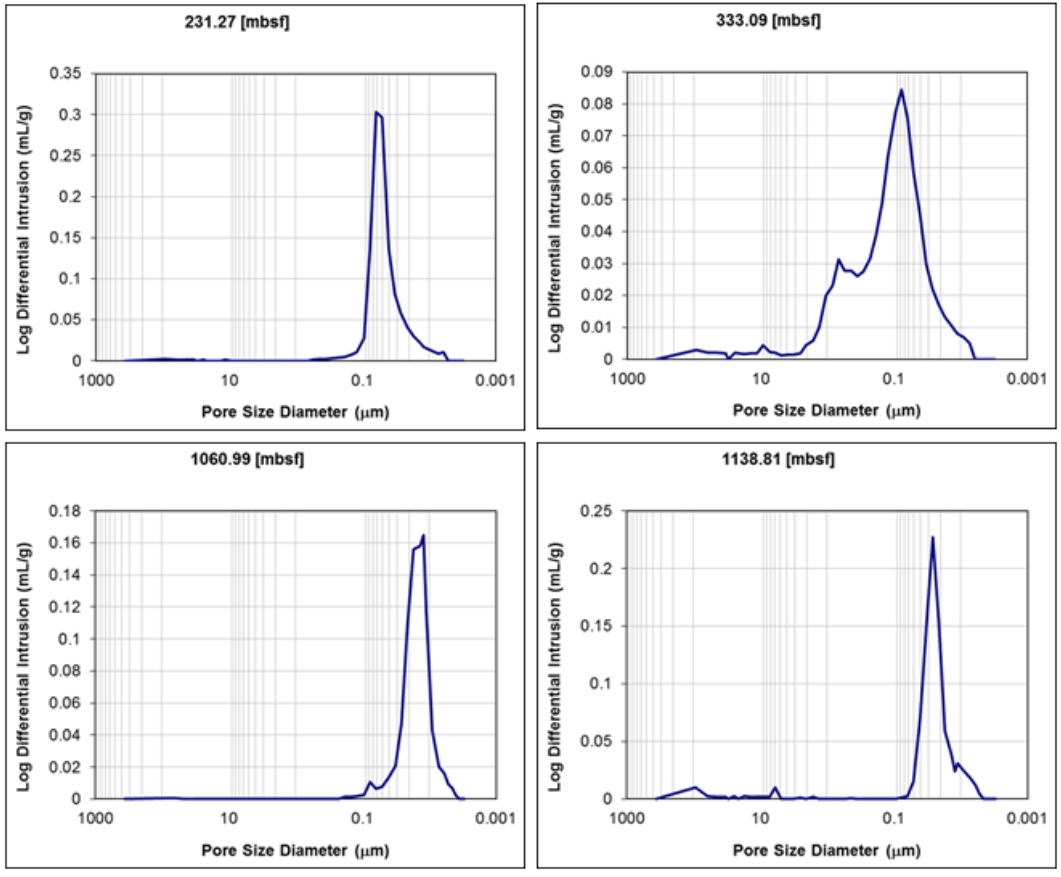 231.27 [mbsf]
Log Differential Intrusion (mL/g)
0.35
0.3
0.25
0.2
0.15
0.1
0.05
0
1000 10 0.1 0.001
Pore Size Diameter (μm)
333.09 [mbsf]
Log Differential Intrusion (mL/g)
0.09
0.08
0.07
0.06
0.05
0.04
0.03
0.02
0.01
0
1000 10 0.1 0.001
Pore Size Diameter (μm)
1060.99 [mbsf]
Log Differential Intrusion (mL/g)
0.18
0.16
0.14
0.12
0.1
0.08
0.06
0.04
0.02
0
1000 10 0.1 0.001
Pore Size Diameter (μm)
1138.81 [mbsf]
Log Differential Intrusion (mL/g)
0.25
0.2
0.15
0.1
0.05
0
1000 10 0.1 0.001
Pore Size Diameter (μm)